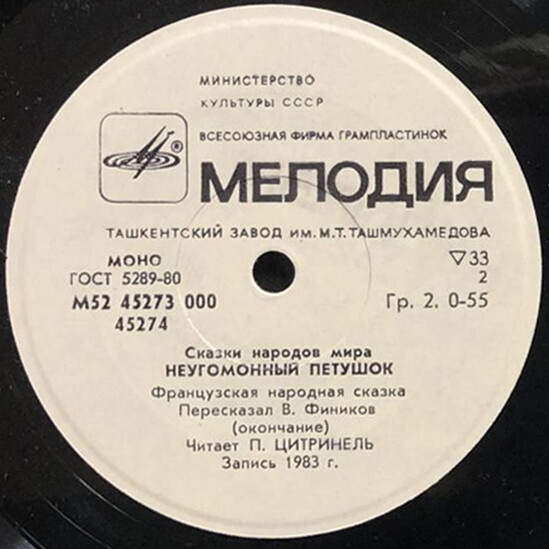 МИНИСТЕРСТВО
КУЛЬТУРЫ СССР
ВСЕСОЮЗНАЯ ФИРМА ГРАМПЛАСТИНОК
®
МЕЛОДИЯ
ТАШКЕНТСКИЙ ЗАВОД ИМ. М.Т. ТАШМУХАМЕДОВА
МОНО
ГОСТ 5289-80
М52 45273 000
45274
▽33
2
Гр. 2. 0-55
Сказки народов мира
НЕУГОМОННЫЙ ПЕТУШОК
Французская народная сказка
Пересказал В. Фиников
(окончание)
Читает П. ЦИТРИНЕЛЬ
Запись 1983 г.